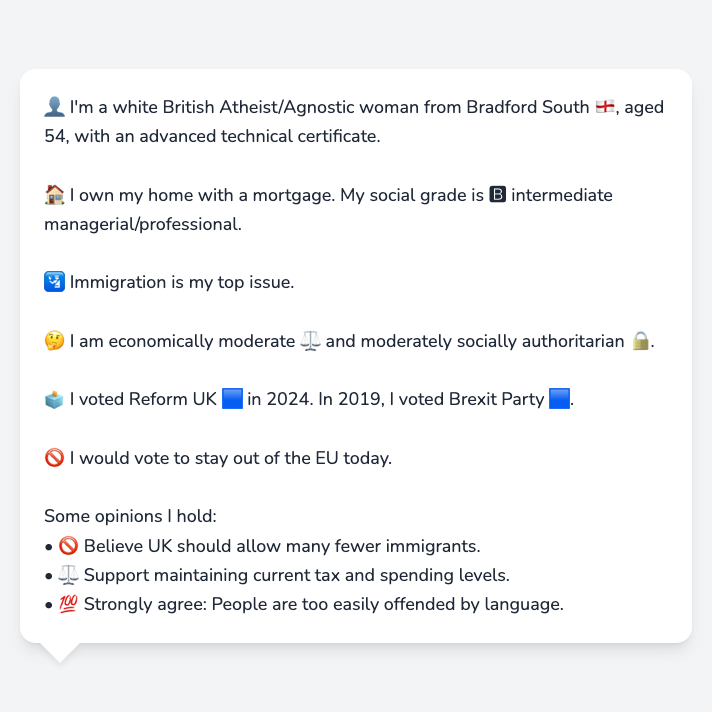 👤 I'm a white British Atheist/Agnostic woman from Bradford South 🏴󠁧󠁢󠁥󠁮󠁧󠁿, aged
54, with an advanced technical certificate.
🏠 I own my home with a mortgage. My social grade is 🅱 intermediate
managerial/professional.
🛂 Immigration is my top issue.
🤔 I am economically moderate ⚖️ and moderately socially authoritarian 🔒.
🗳️ I voted Reform UK 🟦 in 2024. In 2019, I voted Brexit Party 🟦.
🚫 I would vote to stay out of the EU today.
Some opinions I hold:
• 🚫 Believe UK should allow many fewer immigrants.
• ⚖️ Support maintaining current tax and spending levels.
• 💯 Strongly agree: People are too easily offended by language.